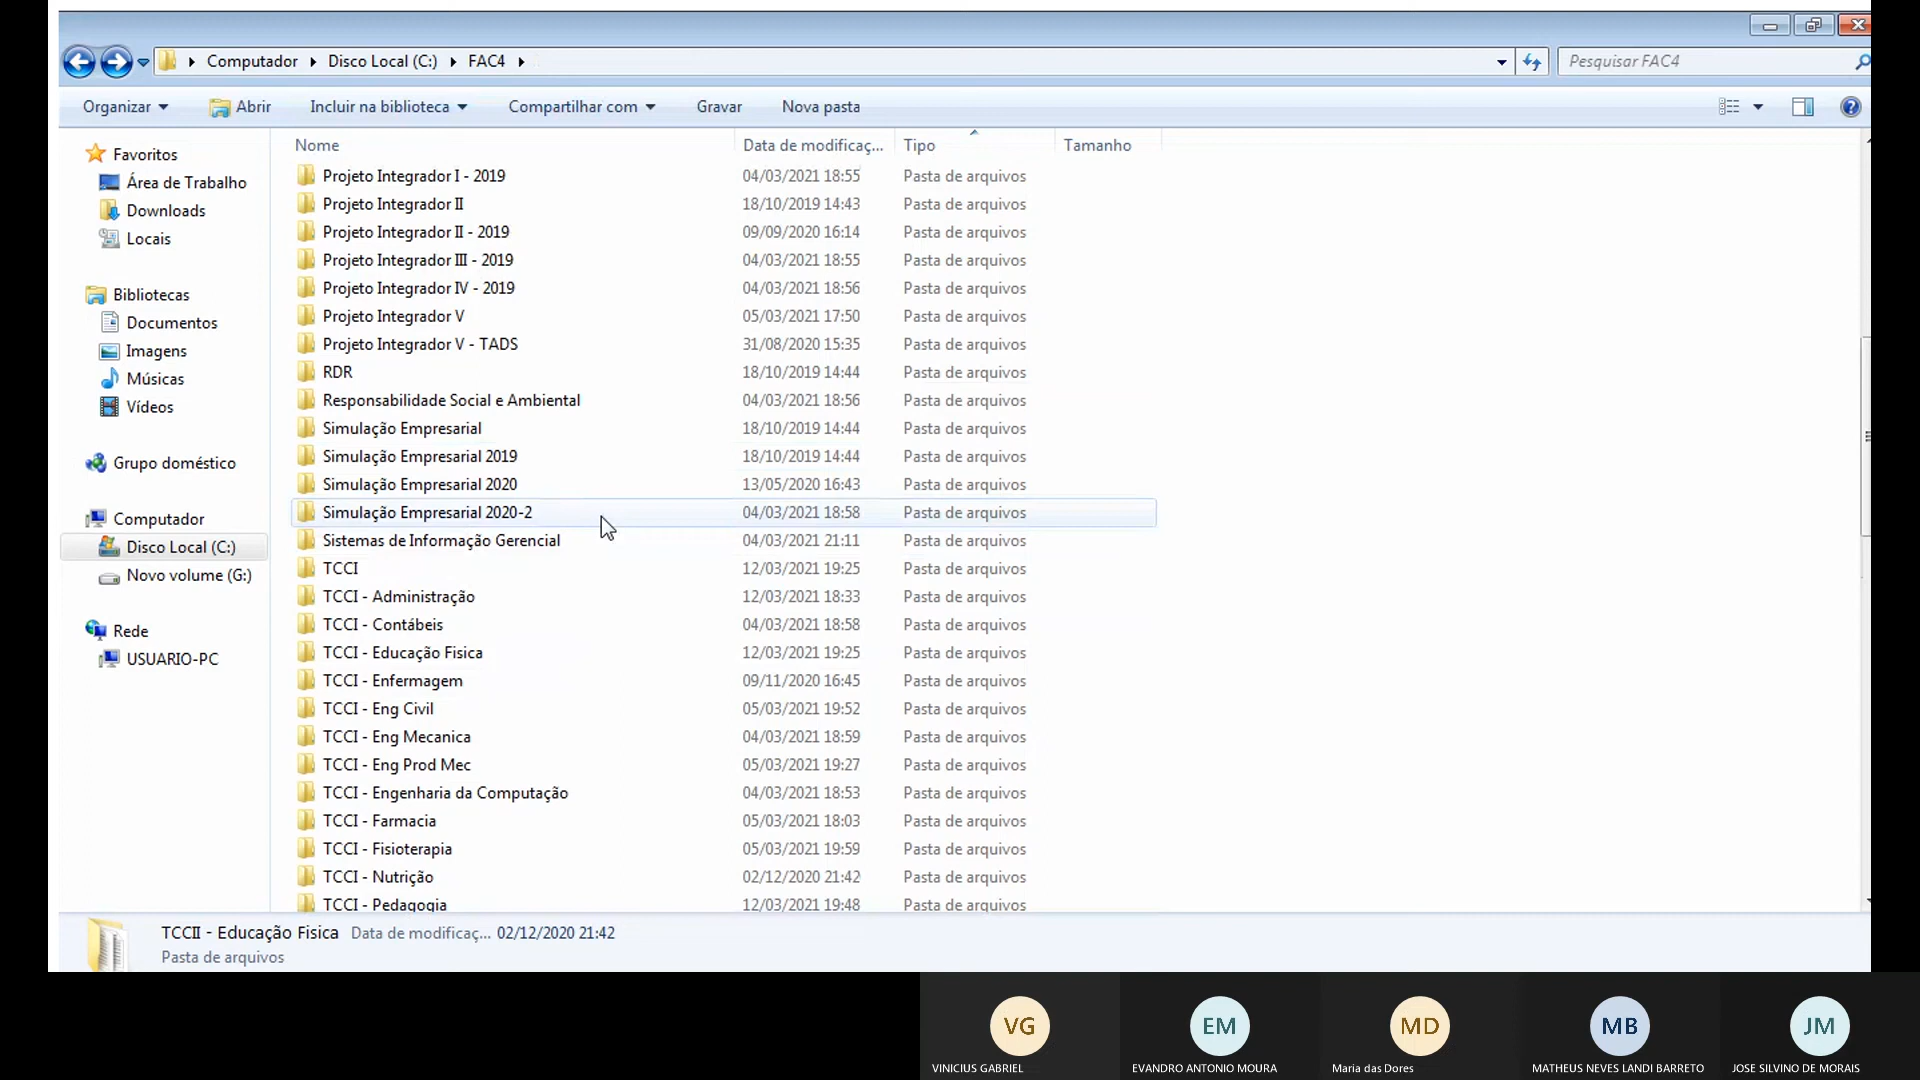 Computador
Disco Local (C:)
FAC4
Pesquisar FAC4
Organizar
Abrir
Incluir na biblioteca
Compartilhar com
Gravar
Nova pasta
Favoritos
Área de Trabalho
Downloads
Locais
Bibliotecas
Documentos
Imagens
Músicas
Vídeos
Grupo doméstico
Computador
Disco Local (C:)
Novo volume (G:)
Rede
USUARIO-PC
Nome Data de modificaç... Tipo Tamanho
Projeto Integrador I - 2019 04/03/2021 18:55 Pasta de arquivos
Projeto Integrador II 18/10/2019 14:43 Pasta de arquivos
Projeto Integrador II - 2019 09/09/2020 16:14 Pasta de arquivos
Projeto Integrador III - 2019 04/03/2021 18:55 Pasta de arquivos
Projeto Integrador IV - 2019 04/03/2021 18:56 Pasta de arquivos
Projeto Integrador V 05/03/2021 17:50 Pasta de arquivos
Projeto Integrador V - TADS 31/08/2020 15:35 Pasta de arquivos
RDR 18/10/2019 14:44 Pasta de arquivos
Responsabilidade Social e Ambiental 04/03/2021 18:56 Pasta de arquivos
Simulação Empresarial 18/10/2019 14:44 Pasta de arquivos
Simulação Empresarial 2019 18/10/2019 14:44 Pasta de arquivos
Simulação Empresarial 2020 13/05/2020 16:43 Pasta de arquivos
Simulação Empresarial 2020-2 04/03/2021 18:58 Pasta de arquivos
Sistemas de Informação Gerencial 04/03/2021 21:11 Pasta de arquivos
TCCI 12/03/2021 19:25 Pasta de arquivos
TCCI - Administração 12/03/2021 18:33 Pasta de arquivos
TCCI - Contábeis 04/03/2021 18:58 Pasta de arquivos
TCCI - Educação Fisica 12/03/2021 19:25 Pasta de arquivos
TCCI - Enfermagem 09/11/2020 16:45 Pasta de arquivos
TCCI - Eng Civil 05/03/2021 19:52 Pasta de arquivos
TCCI - Eng Mecanica 04/03/2021 18:59 Pasta de arquivos
TCCI - Eng Prod Mec 05/03/2021 19:27 Pasta de arquivos
TCCI - Engenharia da Computação 04/03/2021 18:53 Pasta de arquivos
TCCI - Farmacia 05/03/2021 18:03 Pasta de arquivos
TCCI - Fisioterapia 05/03/2021 19:59 Pasta de arquivos
TCCI - Nutrição 02/12/2020 21:42 Pasta de arquivos
TCCI - Pedagogia 12/03/2021 19:48 Pasta de arquivos
TCCII - Educação Fisica Data de modificaç... 02/12/2020 21:42
Pasta de arquivos
VG
EM
MD
MB
JM
VINICIUS GABRIEL
EVANDRO ANTONIO MOURA
Maria das Dores
MATHEUS NEVES LANDI BARRETO
JOSE SILVINO DE MORAIS